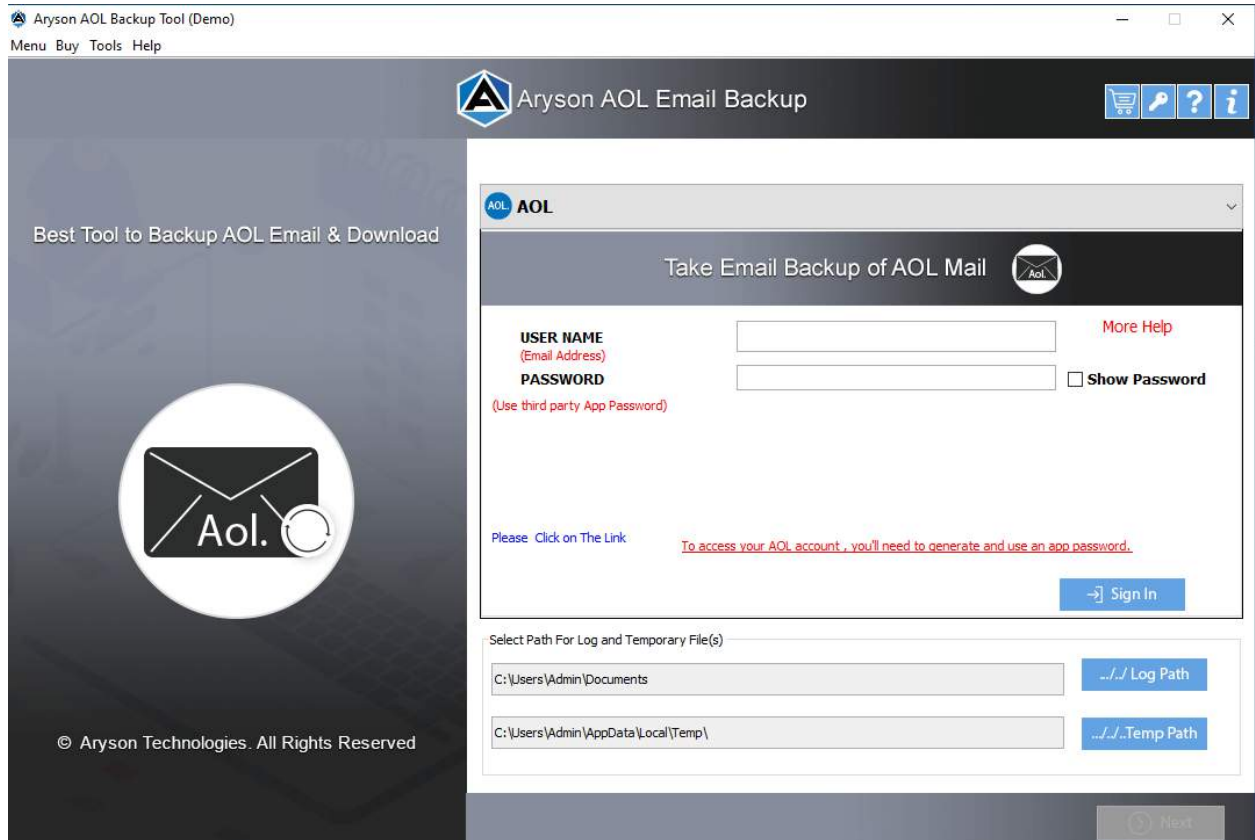 Aryson AOL Backup Tool (Demo)
Menu Buy Tools Help
Aryson AOL Email Backup
Best Tool to Backup AOL Email & Download
Aol.
© Aryson Technologies. All Rights Reserved
AOL. AOL
Take Email Backup of AOL Mail Aol.
USER NAME
(Email Address)
More Help
PASSWORD
Show Password
(Use third party App Password)
Please Click on The Link
To access your AOL account , you'll need to generate and use an app password.
Sign In
Select Path For Log and Temporary File(s)
C:\Users\Admin\Documents
.../../ Log Path
C:\Users\Admin\AppData\Local\Temp\
.../../..Temp Path
Next